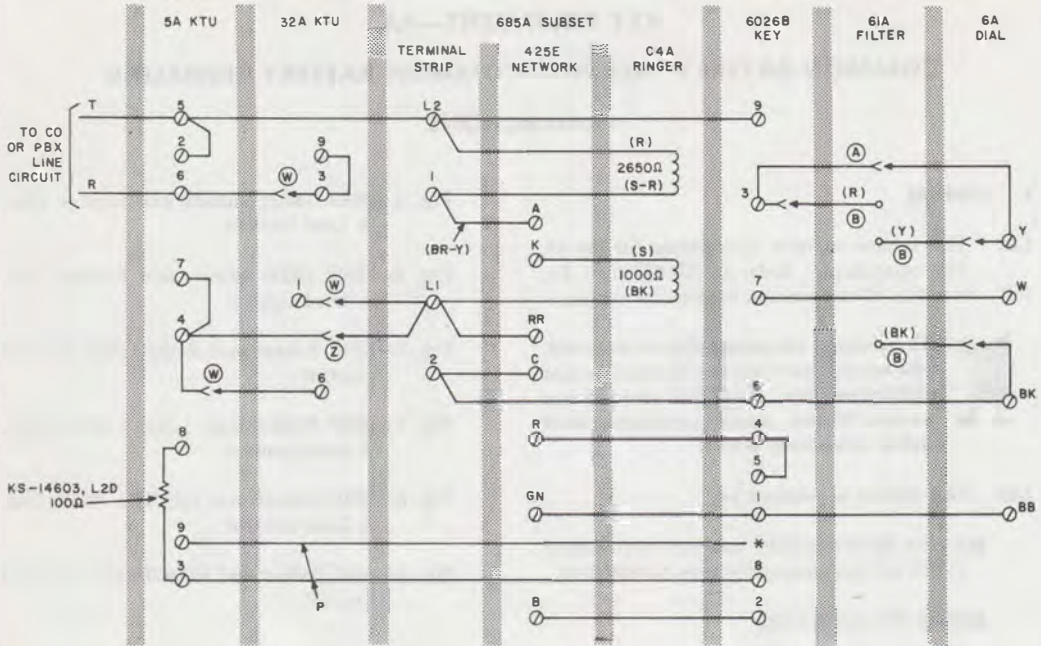 5A KTU
32A KTU
685A SUBSET
6026B
KEY
61A
FILTER
6A
DIAL
TERMINAL
STRIP
425E
NETWORK
C4A
RINGER
TO CO
OR PBX
LINE
CIRCUIT
T
R
5
2
6
7
4
8
9
3
KS-14603, L2D
100Ω
W
9
3
1
W
Z
W
6
P
L2
1
(BR-Y)
L1
2
A
K
RR
C
R
GN
B
(R)
2650Ω
(S-R)
(S)
1000Ω
(BK)
9
3
7
6
4
5
1
*
8
2
A
(R)
B
(Y)
B
(BK)
B
Y
W
BK
BB